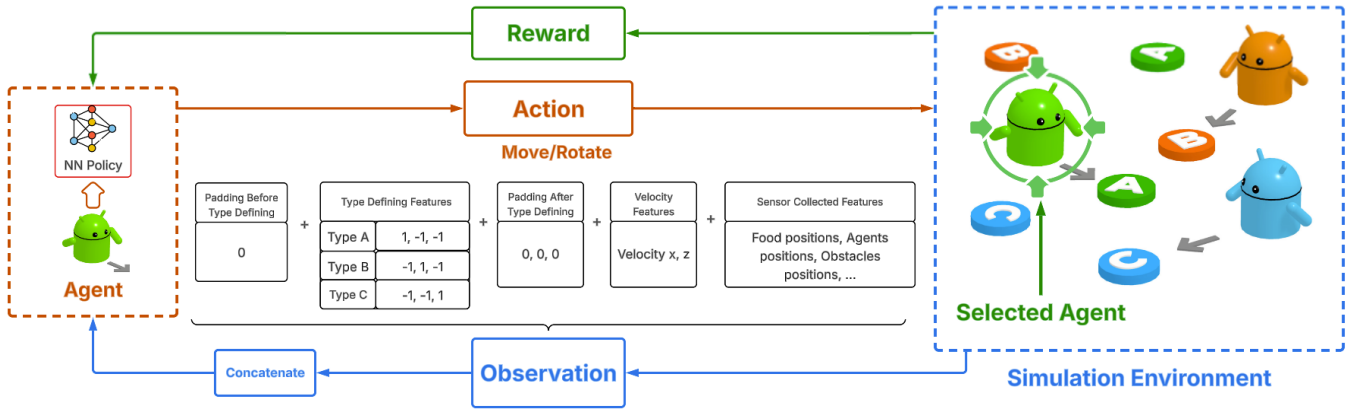 Reward
B
A
NN Policy
Action
Move/Rotate
B
Padding Before
Type Defining
0
+
Type Defining Features
Type A
1, -1, -1
Type B
-1, 1, -1
Type C
-1, -1, 1
+
Padding After
Type Defining
0, 0, 0
+
Velocity
Features
Velocity x, z
+
Sensor Collected Features
Food positions, Agents
positions, Obstacles
positions, ...
A
C
C
Agent
Selected Agent
Concatenate
Observation
Simulation Environment